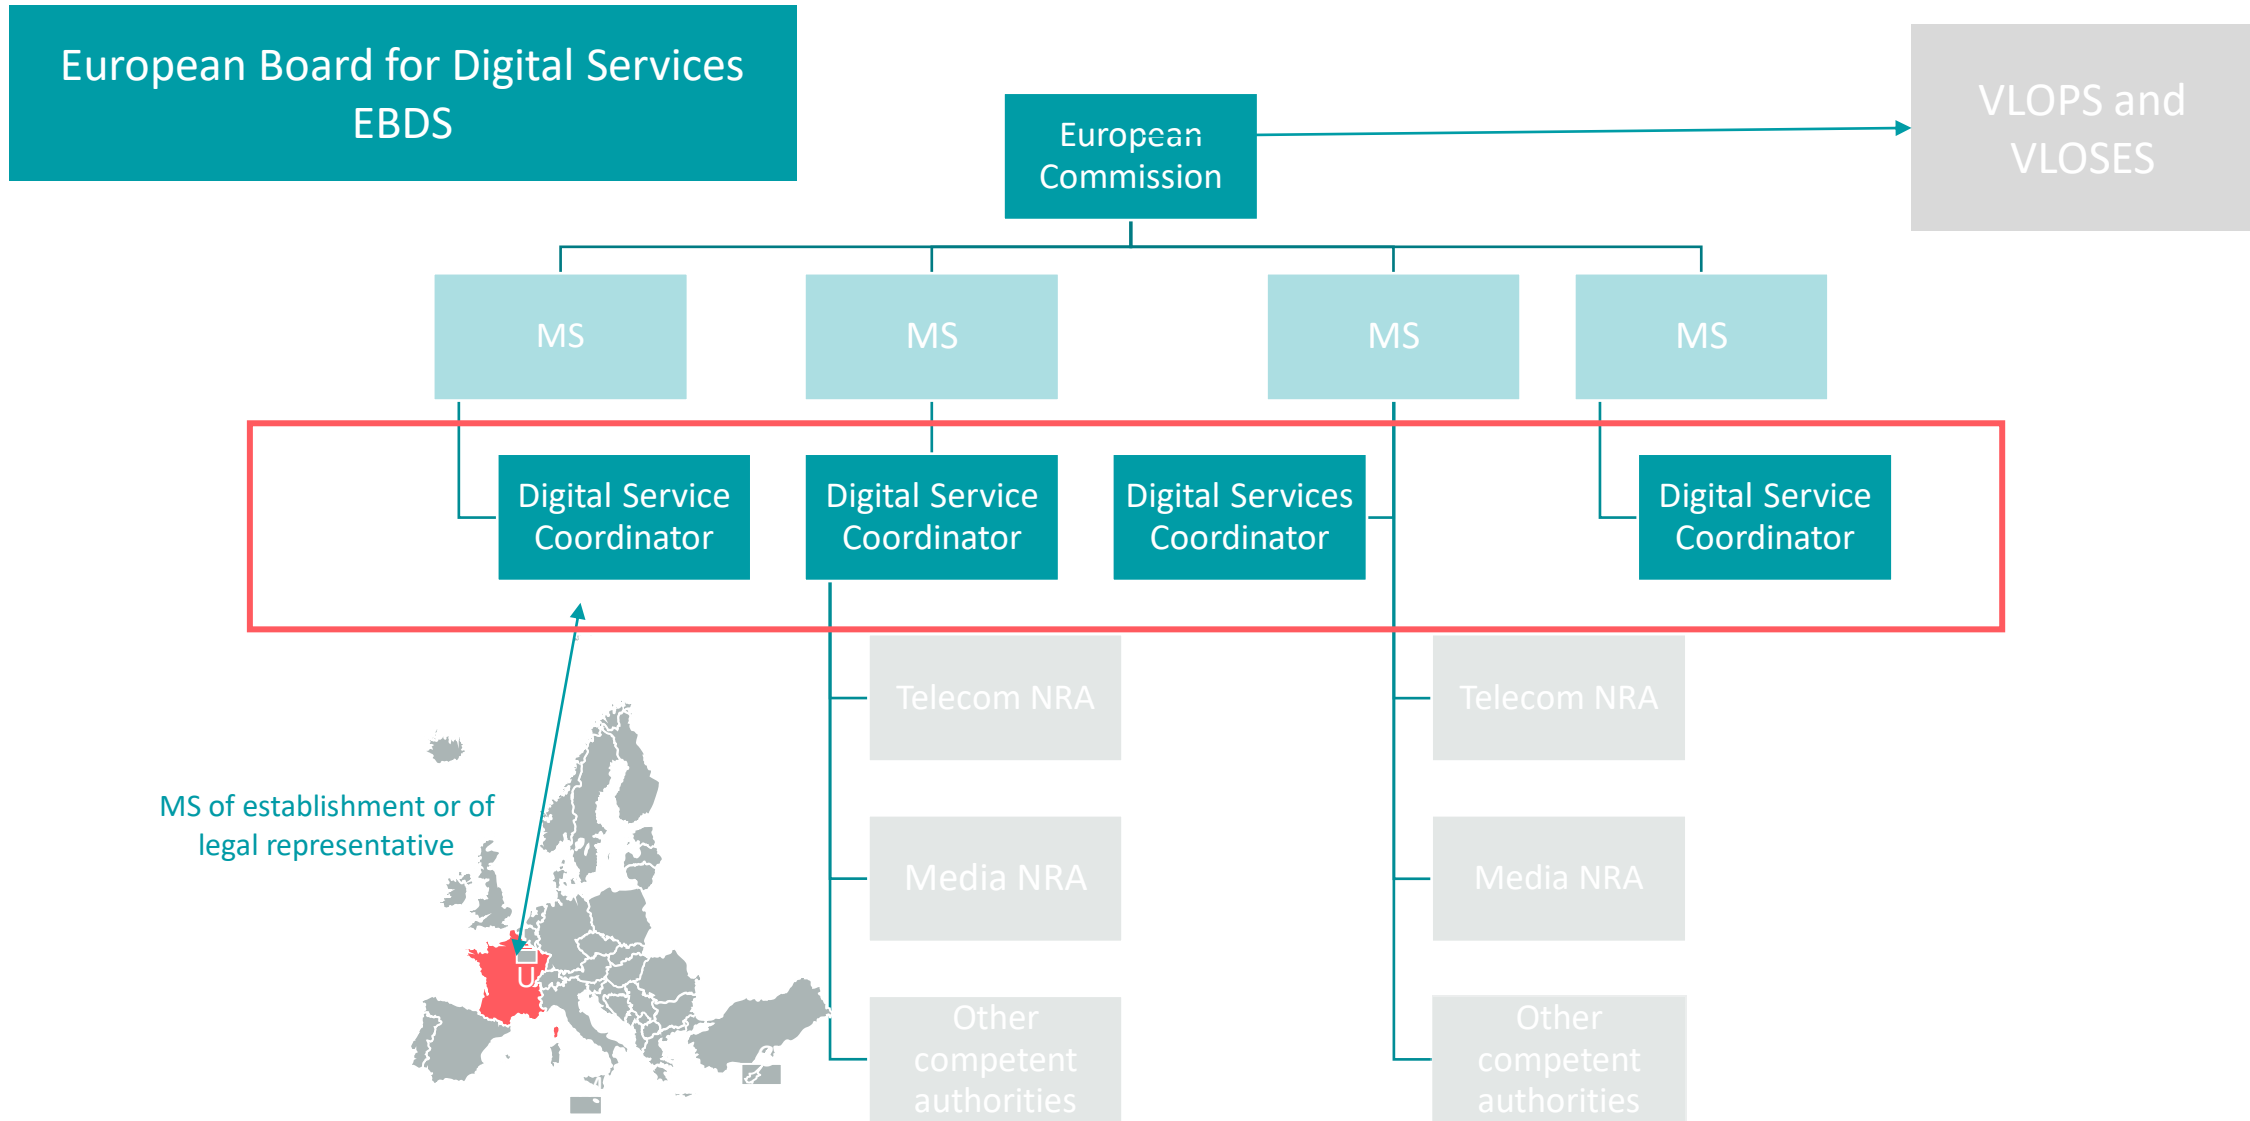 European Board for Digital Services
EBDS
European
Commission
VLOPS and
VLOSES
MS
MS
MS
MS
Digital Service
Coordinator
Digital Service
Coordinator
Digital Services
Coordinator
Digital Service
Coordinator
Telecom NRA
Telecom NRA
MS of establishment or of
legal representative
Media NRA
Media NRA
U
Other
competent
authorities
Other
competent
authorities